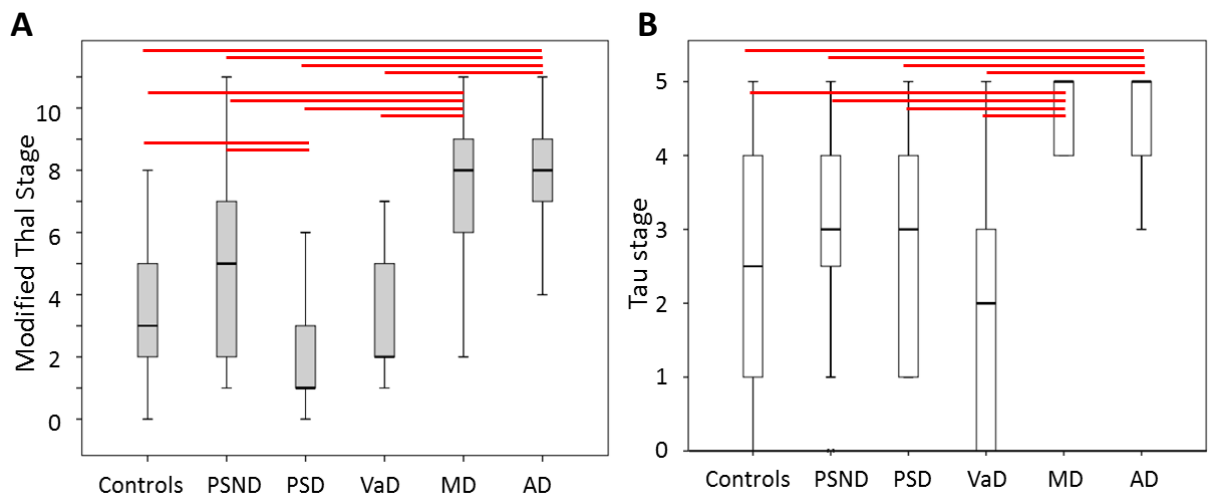 A
Modified Thal Stage
10
8
6
4
2
0
Controls PSND PSD VaD MD AD
B
Tau stage
5
4
3
2
1
0
Controls PSND PSD VaD MD AD